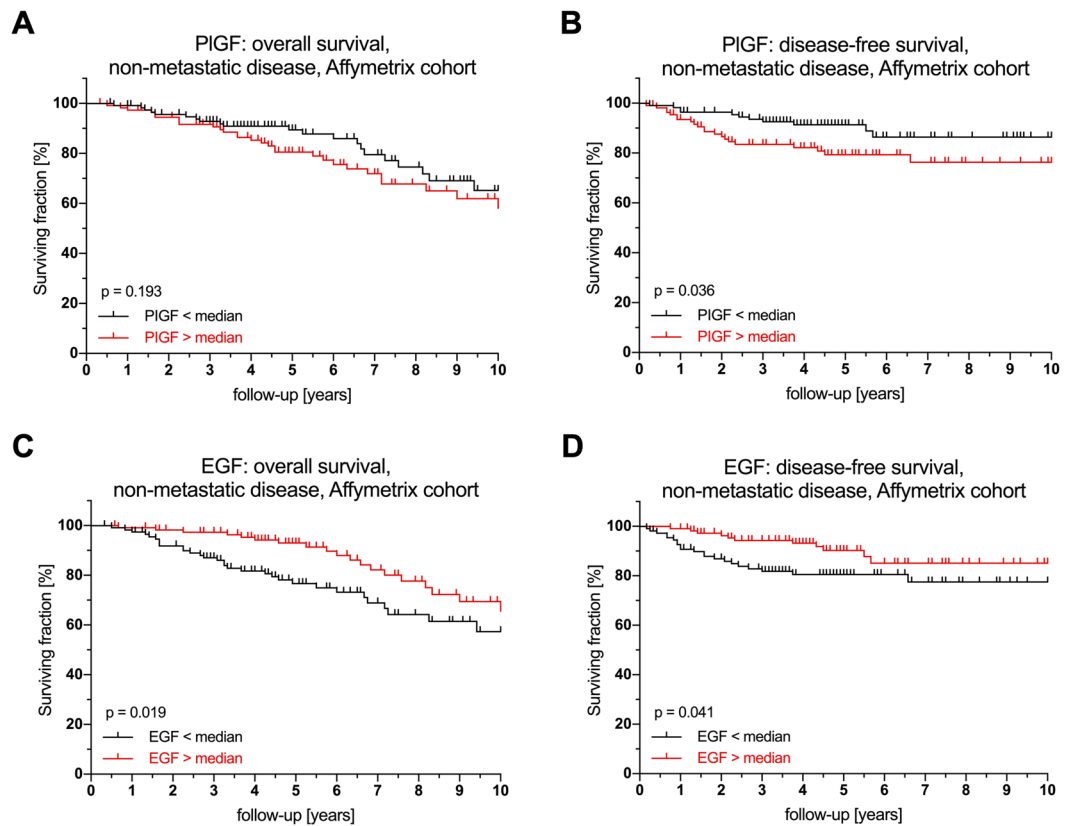 A
PlGF: overall survival,
non-metastatic disease, Affymetrix cohort
Surviving fraction [%]
100
80
60
40
20
0
p = 0.193
PlGF < median
PlGF > median
0 1 2 3 4 5 6 7 8 9 10
follow-up [years]
B
PlGF: disease-free survival,
non-metastatic disease, Affymetrix cohort
Surviving fraction [%]
100
80
60
40
20
0
p = 0.036
PlGF < median
PlGF > median
0 1 2 3 4 5 6 7 8 9 10
follow-up [years]
C
EGF: overall survival,
non-metastatic disease, Affymetrix cohort
Surviving fraction [%]
100
80
60
40
20
0
p = 0.019
EGF < median
EGF > median
0 1 2 3 4 5 6 7 8 9 10
follow-up [years]
D
EGF: disease-free survival,
non-metastatic disease, Affymetrix cohort
Surviving fraction [%]
100
80
60
40
20
0
p = 0.041
EGF < median
EGF > median
0 1 2 3 4 5 6 7 8 9 10
follow-up [years]